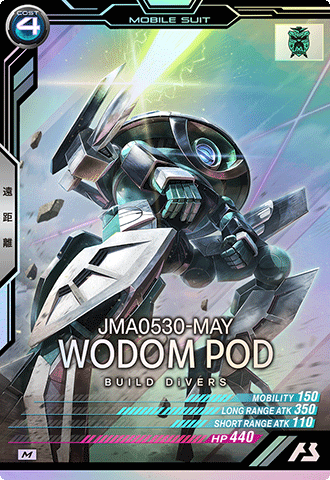 COST
4
MOBILE SUIT
遠距離
JMA0530-MAY
WODOM POD
BUILD DiVERS
MOBILITY 150
LONG RANGE ATK 350
SHORT RANGE ATK 110
HP 440
M